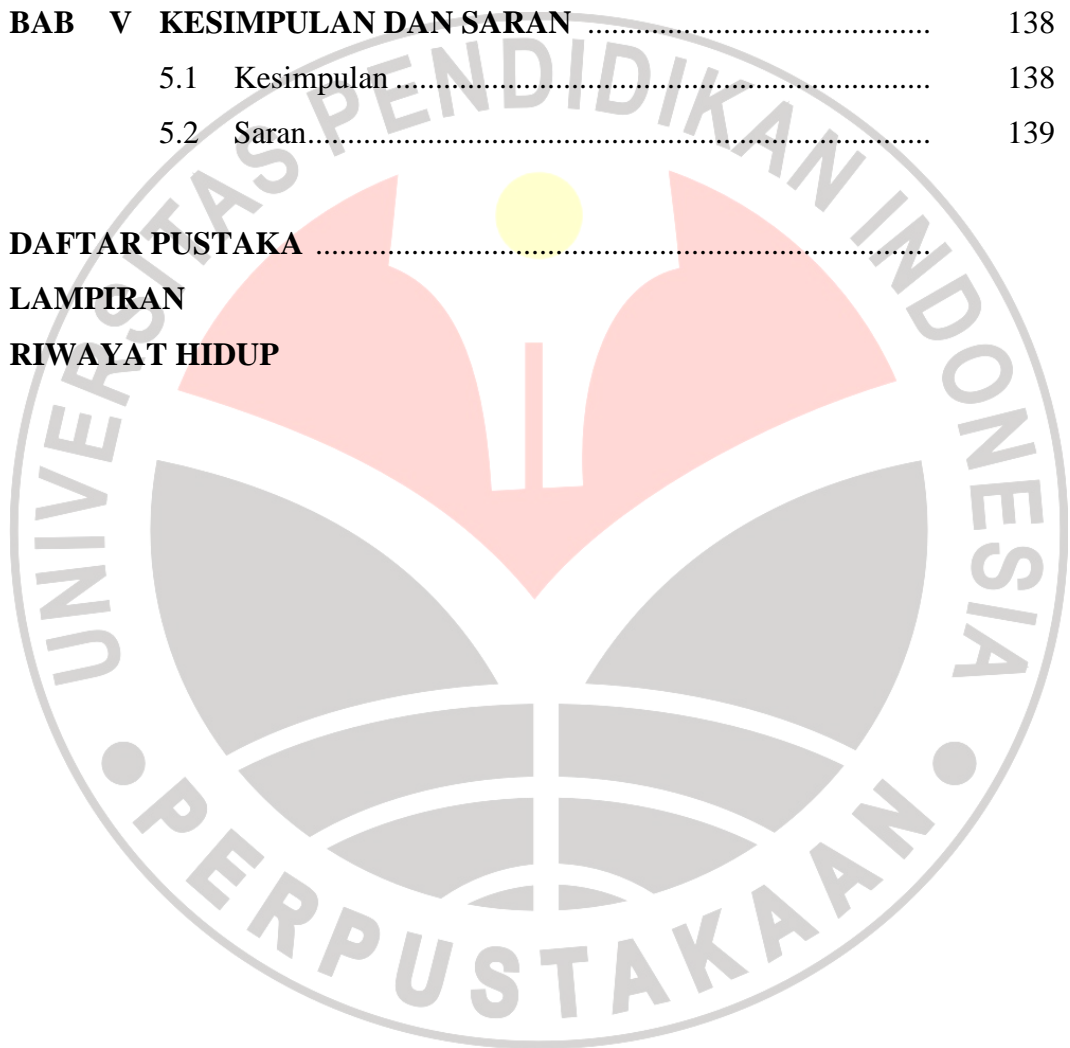 BAB V KESIMPULAN DAN SARAN ........................................ 138
5.1 Kesimpulan ........................................ 138
5.2 Saran........................................ 139
DAFTAR PUSTAKA ........................................
LAMPIRAN
RIWAYAT HIDUP
UNIVERSITAS PENDIDIKAN INDONESIA
PERPUSTAKAAN